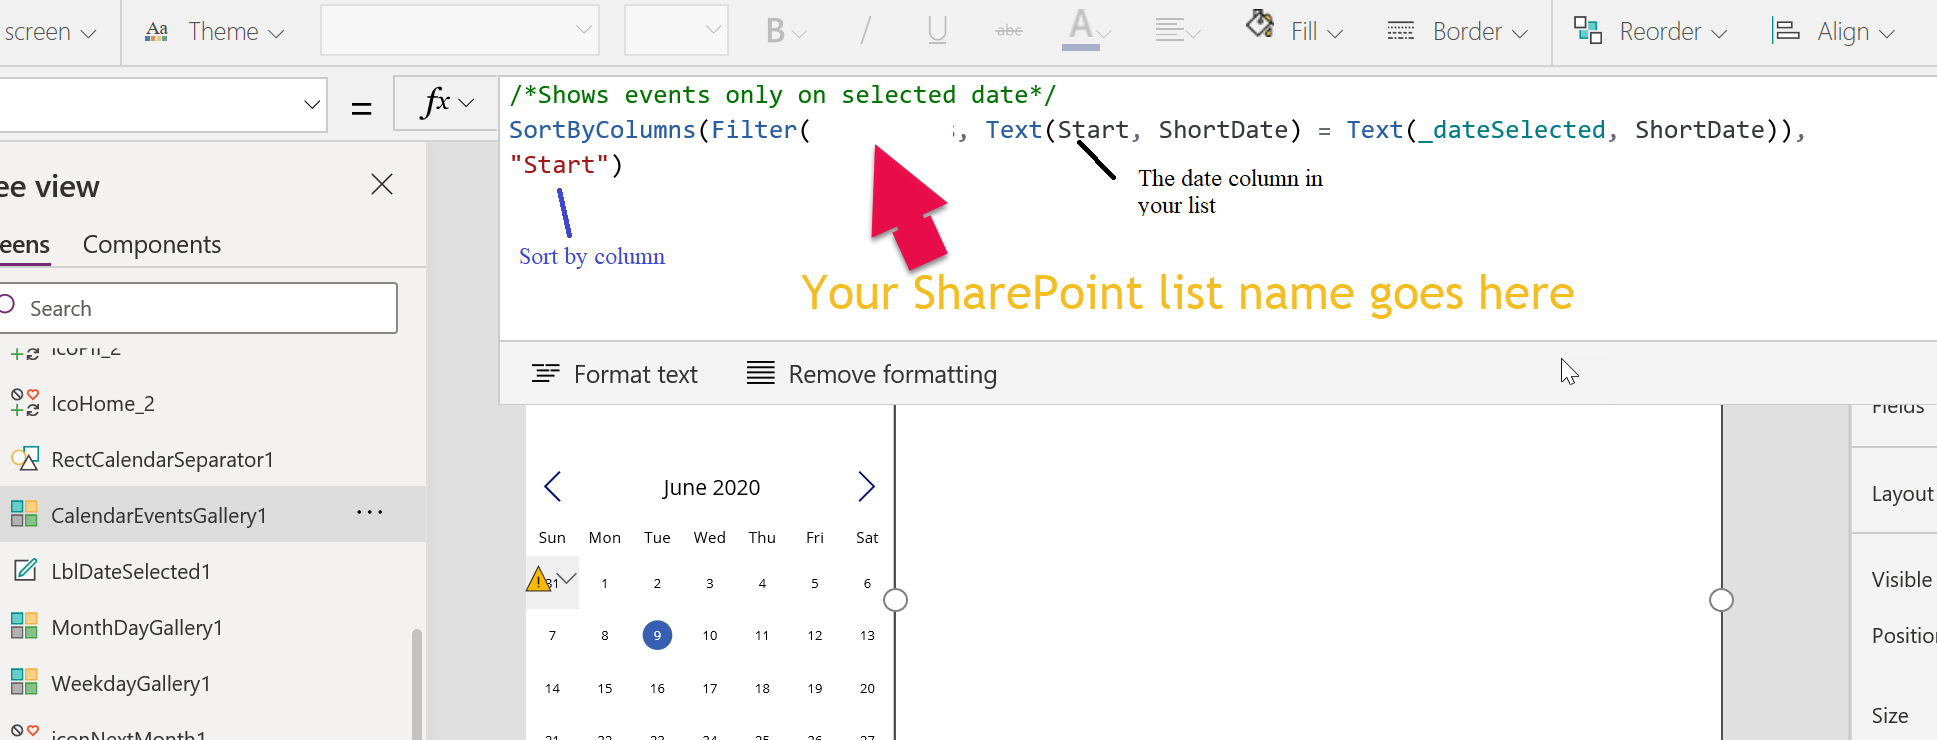 screen
Aa Theme
B / U abc A
Fill
Border
Reorder
Align
= fx
/*Shows events only on selected date*/
SortByColumns(Filter( , Text(Start, ShortDate) = Text(_dateSelected, ShortDate)),
"Start")
The date column in
your list
Sort by column
Your SharePoint list name goes here
Format text
Remove formatting
ee view
eens Components
Search
IcoPin_2
IcoHome_2
RectCalendarSeparator1
CalendarEventsGallery1 ...
LblDateSelected1
MonthDayGallery1
WeekdayGallery1
iconNextMonth1
June 2020
Sun Mon Tue Wed Thu Fri Sat
31 1 2 3 4 5 6
7 8 9 10 11 12 13
14 15 16 17 18 19 20
21 22 23 24 25 26 27
Fields
Layout
Visible
Positio
Size